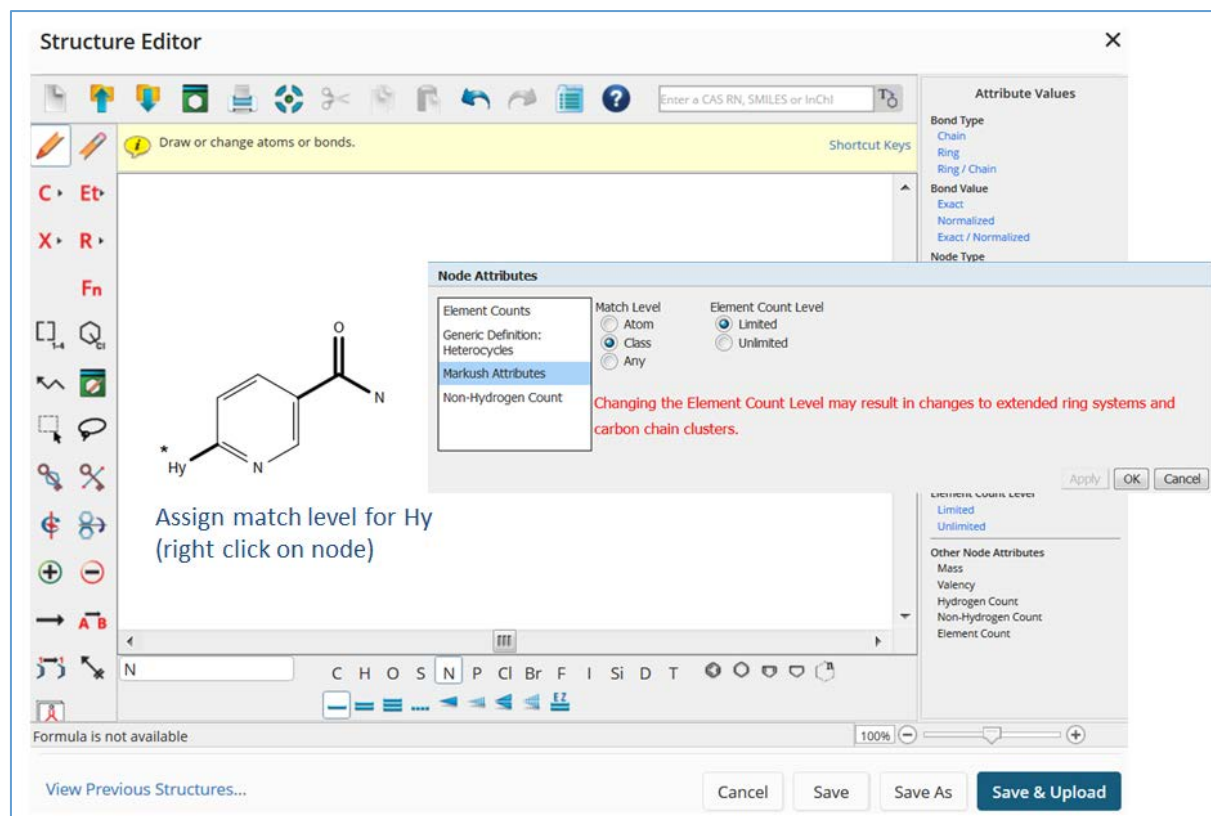 Structure Editor
Enter a CAS RN, SMILES or InChI
Attribute Values
Draw or change atoms or bonds.
Shortcut Keys
Bond Type
Chain
Ring
Ring / Chain
Bond Value
Exact
Normalized
Exact / Normalized
Node Type
C
Et
X
R
Fn
Node Attributes
Element Counts
Generic Definition:
Heterocycles
Markush Attributes
Non-Hydrogen Count
Match Level
Atom
Class
Any
Element Count Level
Limited
Unlimited
Changing the Element Count Level may result in changes to extended ring systems and
carbon chain clusters.
Apply
OK
Cancel
O
N
*
Hy
N
Assign match level for Hy
(right click on node)
Element Count Level
Limited
Unlimited
Other Node Attributes
Mass
Valency
Hydrogen Count
Non-Hydrogen Count
Element Count
A B
N
C H O S N P Cl Br F I Si D T
EZ
Formula is not available
100%
View Previous Structures...
Cancel
Save
Save As
Save & Upload